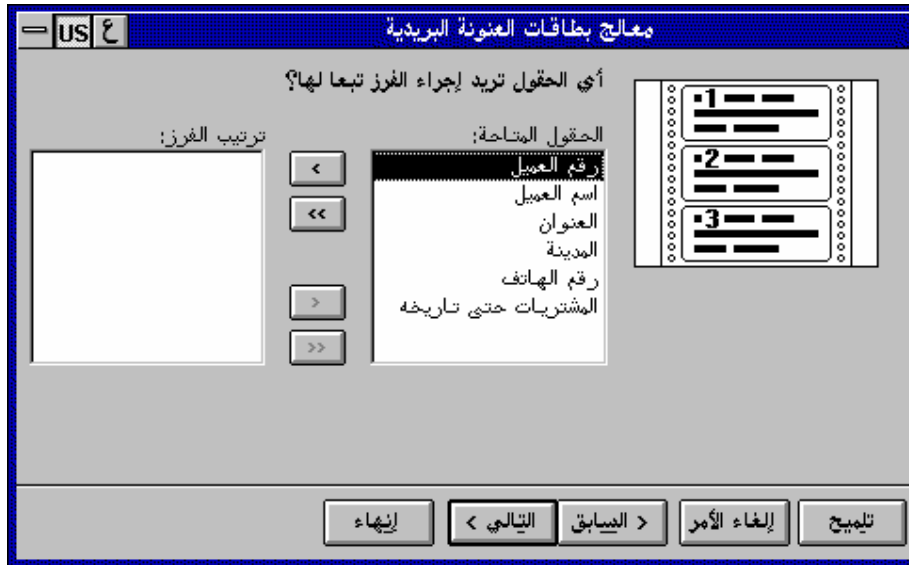 معالج بطاقات العنونة البريدية
ع
US
أي الحقول تريد إجراء الفرز تبعا لها؟
1
2
3
الحقول المتاحة:
رقم العميل
اسم العميل
العنوان
المدينة
رقم الهاتف
المشتريات حتى تاريخه
>
>>
<
<<
ترتيب الفرز:
تلميح
إلغاء الأمر
< السابق
التالي >
إنهاء